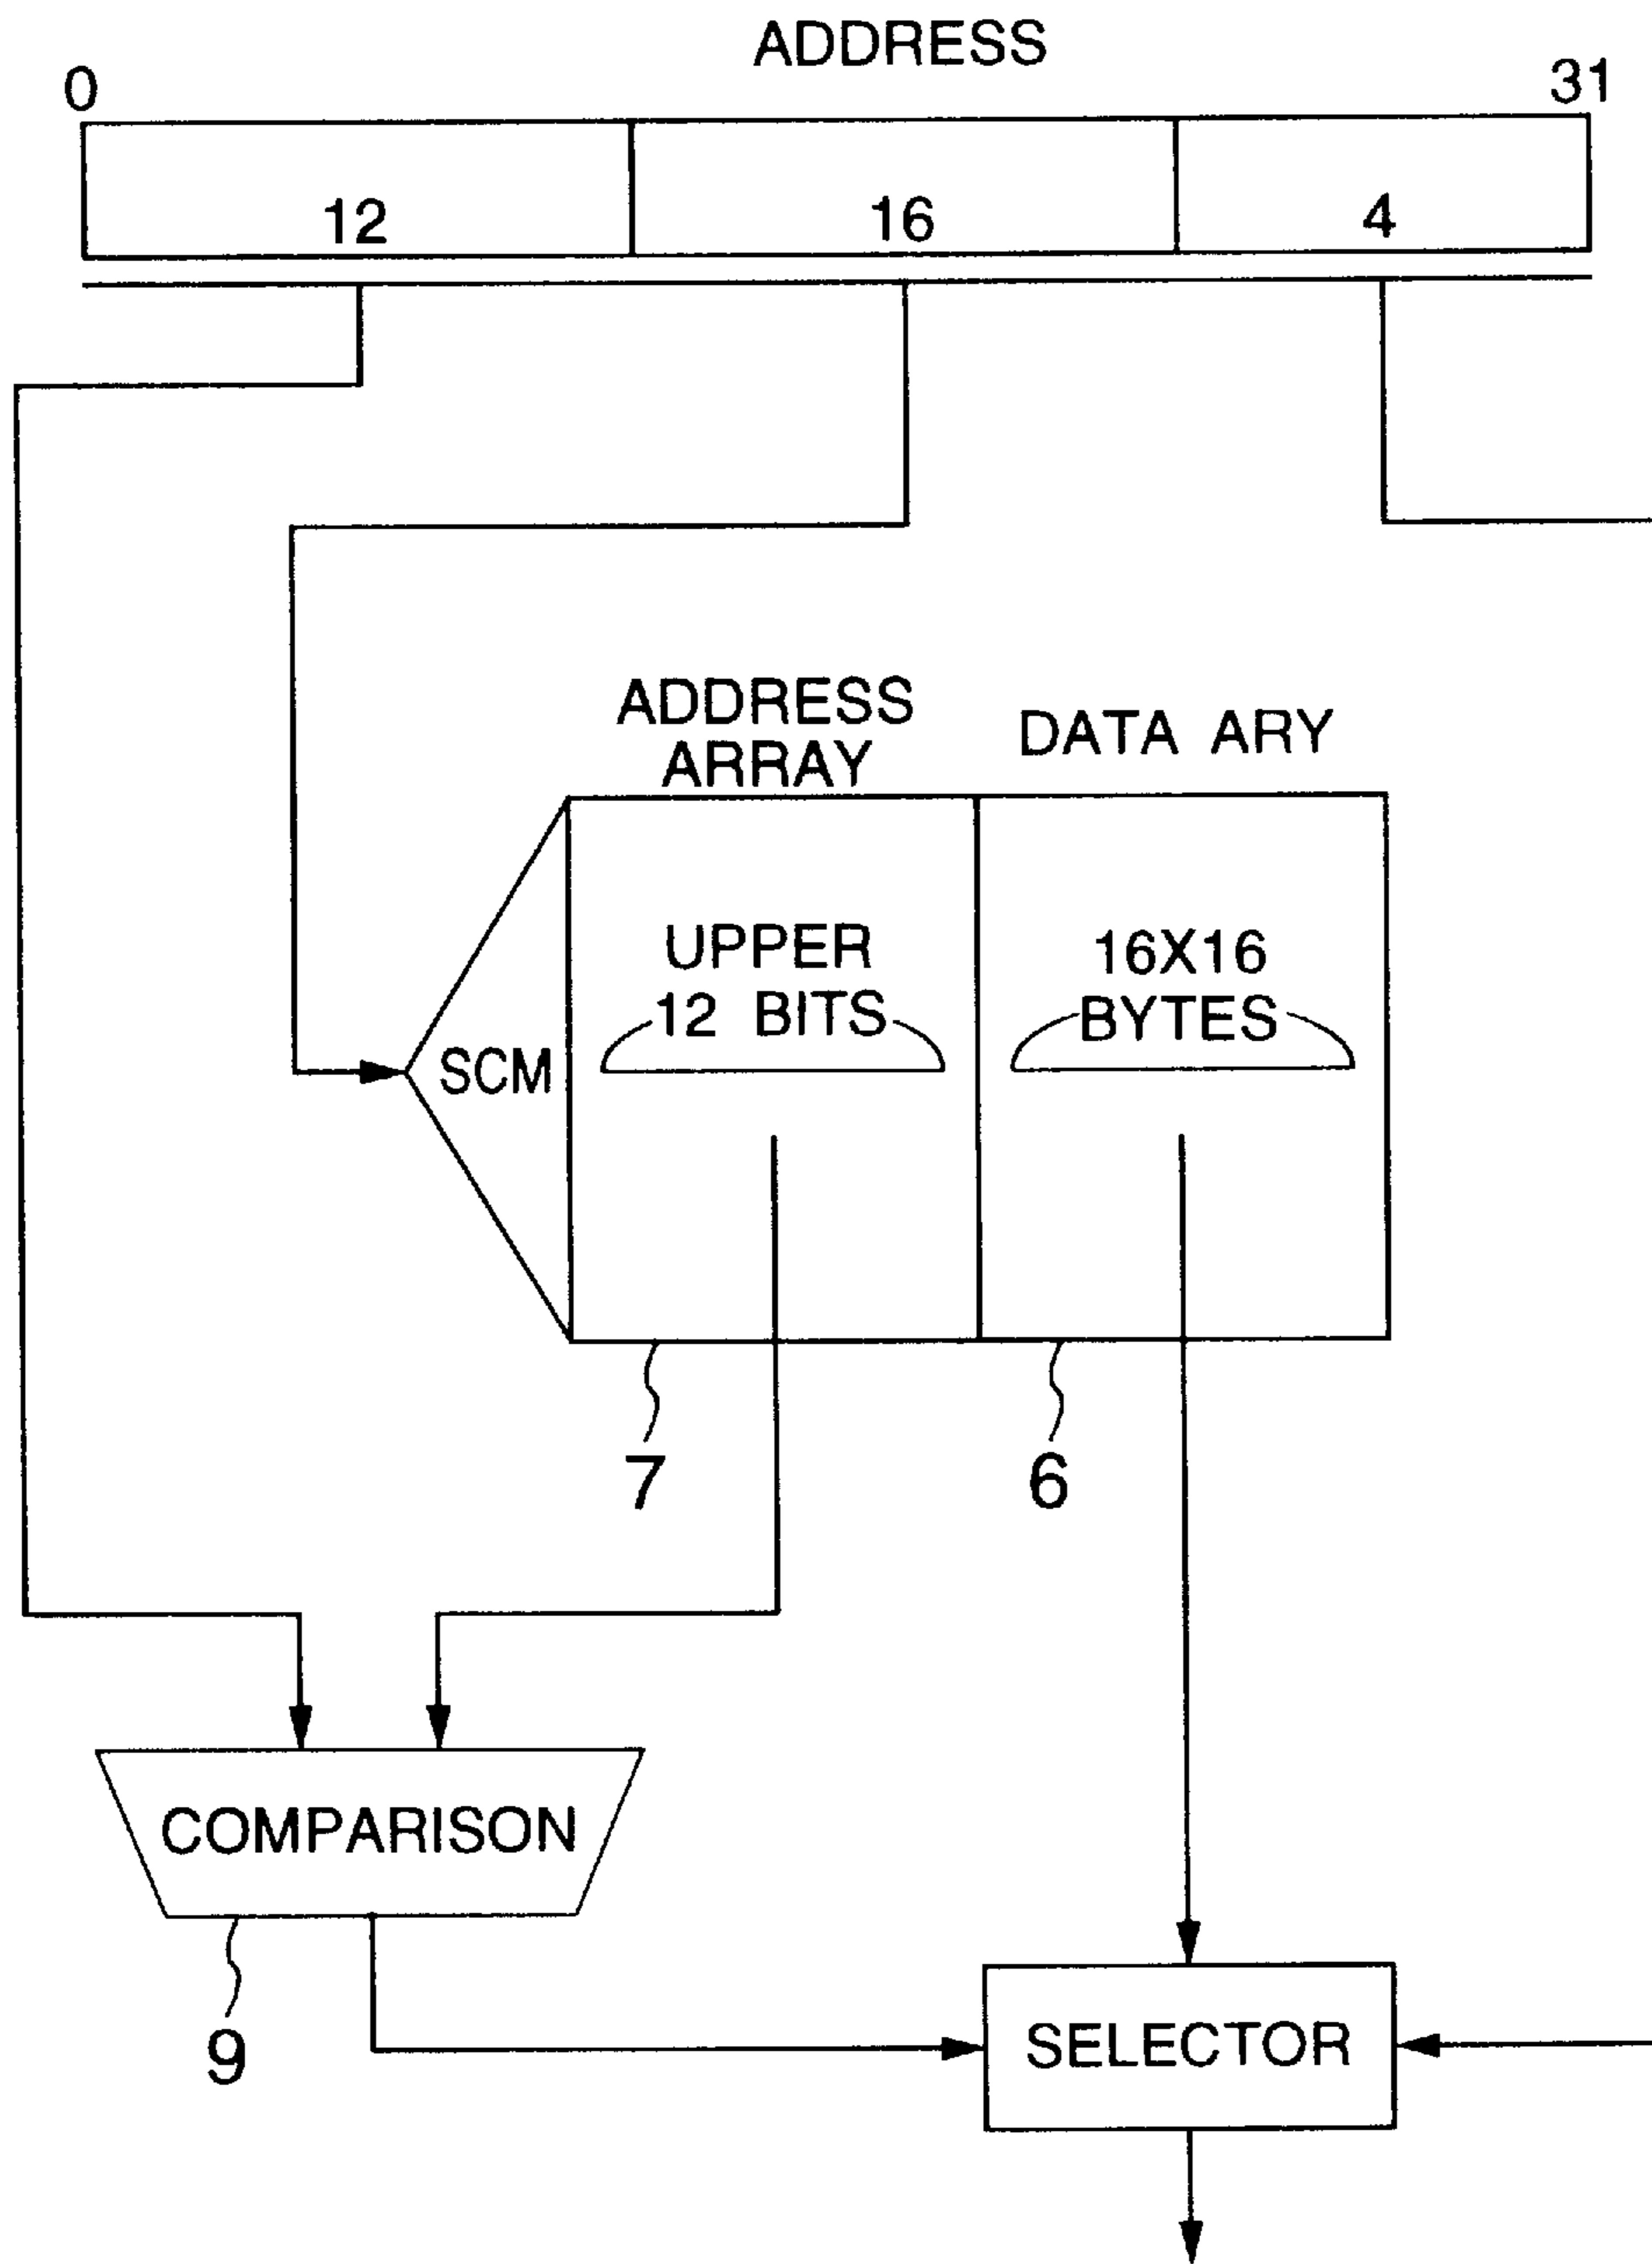 ADDRESS
0 31
12 16 4
ADDRESS
ARRAY
DATA ARY
UPPER
12 BITS
16X16
BYTES
SCM
7 6
COMPARISON
9
SELECTOR